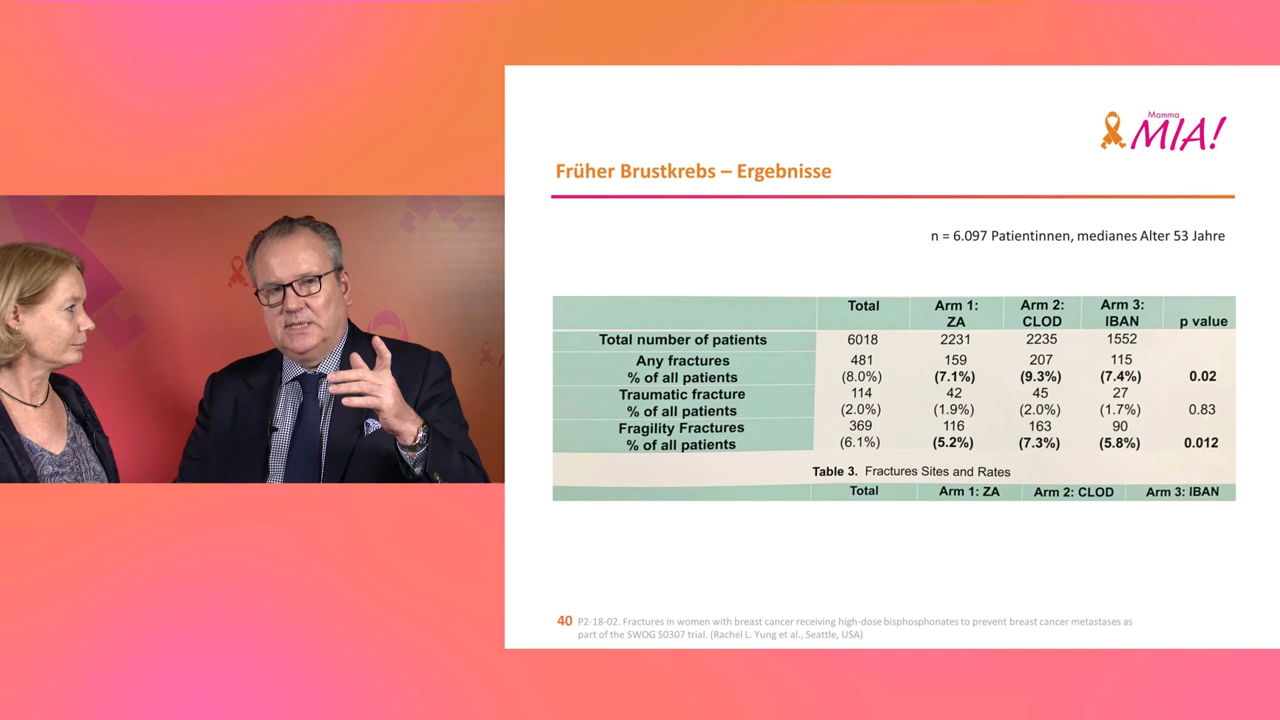 Mamma
MIA!
Früher Brustkrebs – Ergebnisse
n = 6.097 Patientinnen, medianes Alter 53 Jahre
Total Arm 1: Arm 2: Arm 3:
ZA CLOD IBAN p value
Total number of patients 6018 2231 2235 1552
Any fractures 481 159 207 115
% of all patients (8.0%) (7.1%) (9.3%) (7.4%) 0.02
Traumatic fracture 114 42 45 27
% of all patients (2.0%) (1.9%) (2.0%) (1.7%) 0.83
Fragility Fractures 369 116 163 90
% of all patients (6.1%) (5.2%) (7.3%) (5.8%) 0.012
Table 3. Fractures Sites and Rates
Total Arm 1: ZA Arm 2: CLOD Arm 3: IBAN
40 P2-18-02. Fractures in women with breast cancer receiving high-dose bisphosphonates to prevent breast cancer metastases as
part of the SWOG S0307 trial. (Rachel L. Yung et al., Seattle, USA)